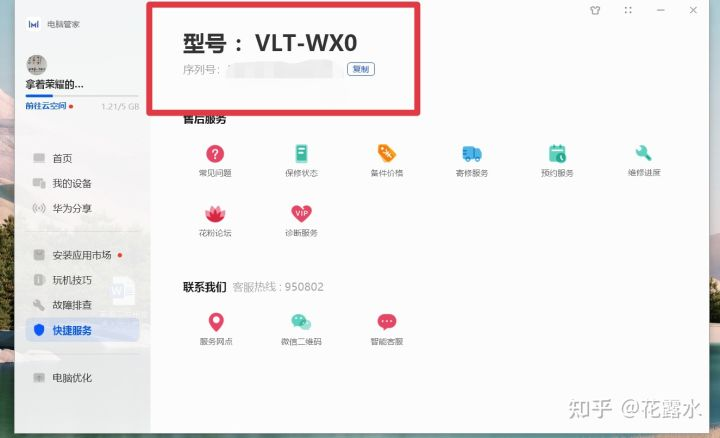 电脑管家
型号： VLT-WX0
序列号：
复制
拿着荣耀的...
前往云空间
1.21/5 GB
首页
我的设备
华为分享
安装应用市场
玩机技巧
故障排查
快捷服务
电脑优化
售后服务
常见问题
保修状态
备件价格
寄修服务
预约服务
维修进度
花粉论坛
VIP
诊断服务
联系我们 客服热线 : 950802
服务网点
微信二维码
智能客服
知乎 @花露水